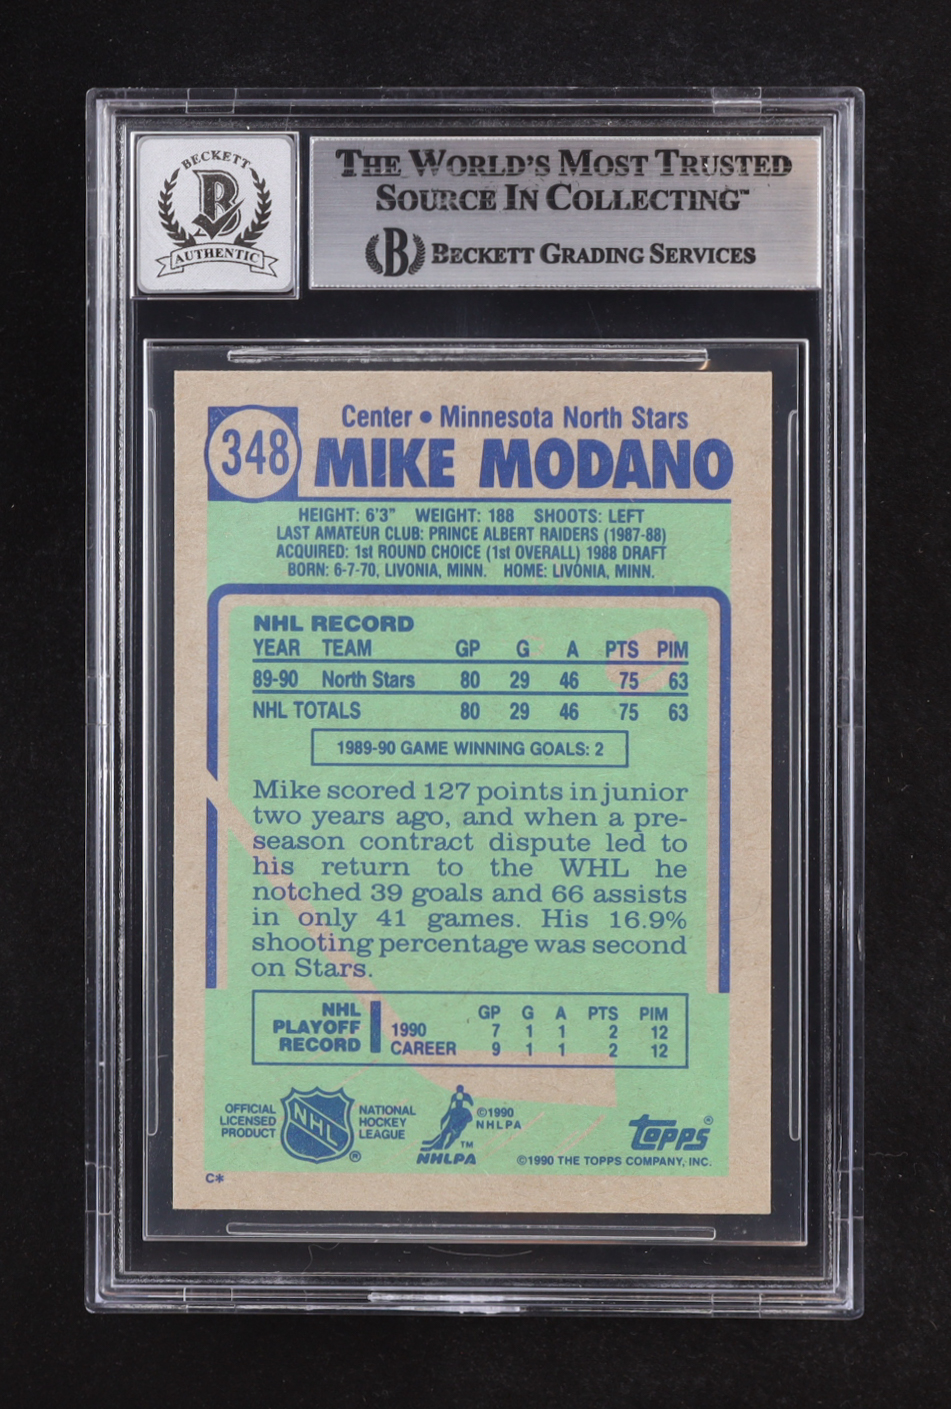 BECKETT
B
AUTHENTIC
THE WORLD'S MOST TRUSTED
SOURCE IN COLLECTING™
B BECKETT GRADING SERVICES
348
Center • Minnesota North Stars
MIKE MODANO
HEIGHT: 6'3" WEIGHT: 188 SHOOTS: LEFT
LAST AMATEUR CLUB: PRINCE ALBERT RAIDERS (1987-88)
ACQUIRED: 1st ROUND CHOICE (1st OVERALL) 1988 DRAFT
BORN: 6-7-70, LIVONIA, MINN. HOME: LIVONIA, MINN.
NHL RECORD
YEAR TEAM GP G A PTS PIM
89-90 North Stars 80 29 46 75 63
NHL TOTALS 80 29 46 75 63
1989-90 GAME WINNING GOALS: 2
Mike scored 127 points in junior
two years ago, and when a pre-
season contract dispute led to
his return to the WHL he
notched 39 goals and 66 assists
in only 41 games. His 16.9%
shooting percentage was second
on Stars.
NHL
PLAYOFF
RECORD
GP G A PTS PIM
1990 7 1 1 2 12
CAREER 9 1 1 2 12
OFFICIAL
LICENSED
PRODUCT
NHL ®
NATIONAL
HOCKEY
LEAGUE
TM
NHLPA
©1990
NHLPA
topps®
©1990 THE TOPPS COMPANY, INC.
C*